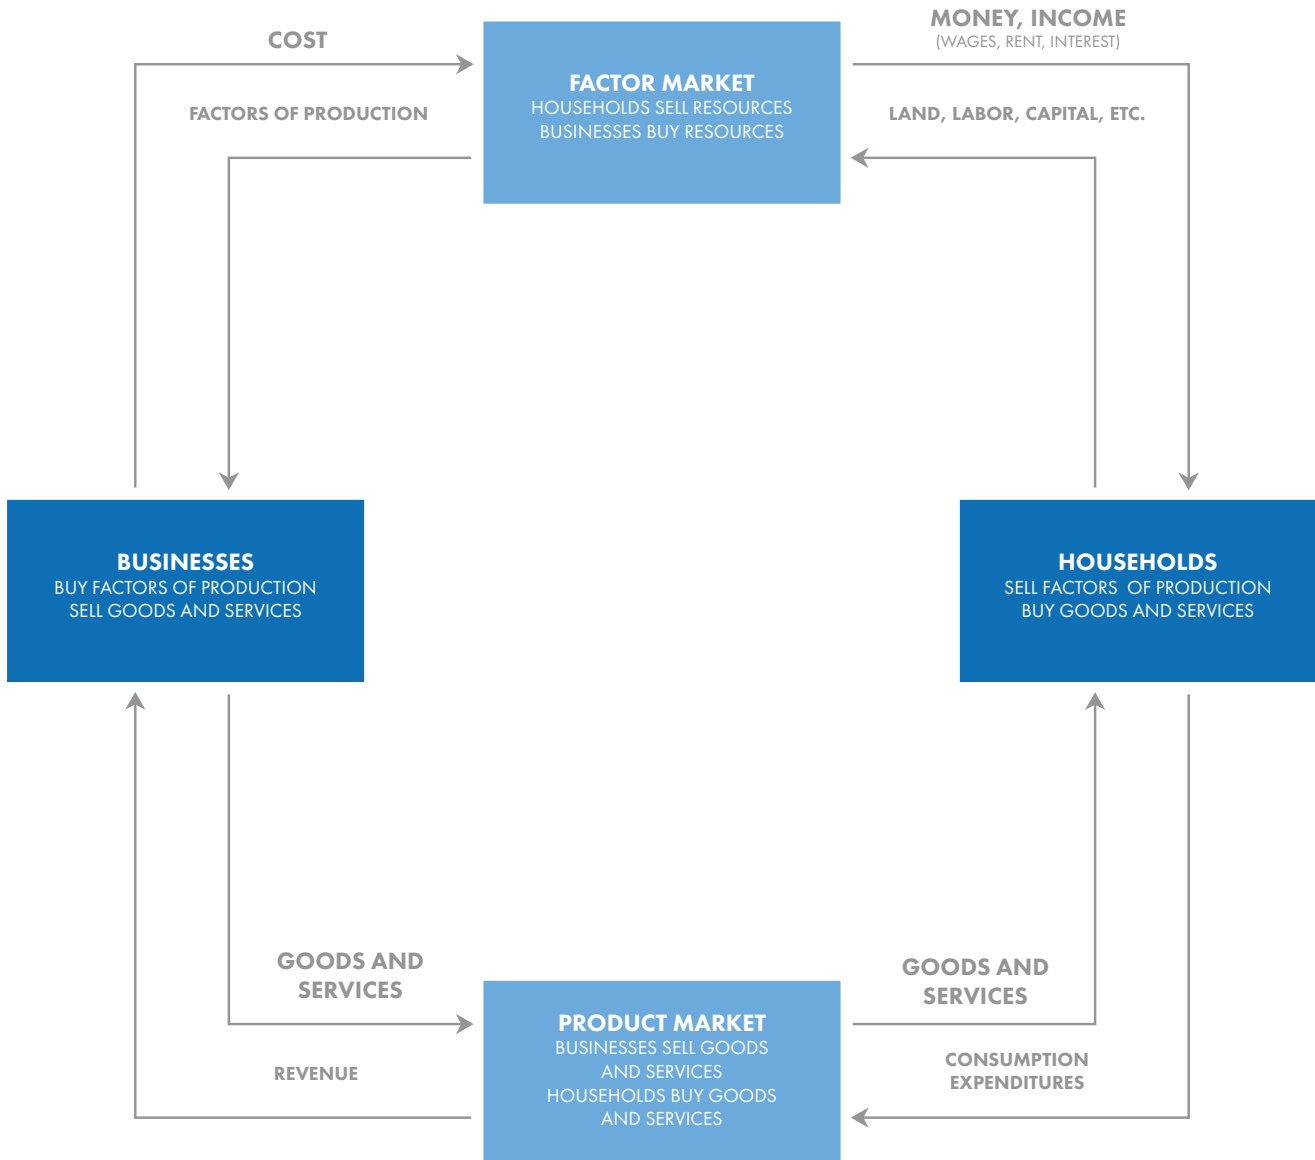 COST
MONEY, INCOME
(WAGES, RENT, INTEREST)
FACTOR MARKET
HOUSEHOLDS SELL RESOURCES
BUSINESSES BUY RESOURCES
FACTORS OF PRODUCTION
LAND, LABOR, CAPITAL, ETC.
BUSINESSES
BUY FACTORS OF PRODUCTION
SELL GOODS AND SERVICES
HOUSEHOLDS
SELL FACTORS OF PRODUCTION
BUY GOODS AND SERVICES
GOODS AND
SERVICES
GOODS AND
SERVICES
PRODUCT MARKET
BUSINESSES SELL GOODS
AND SERVICES
HOUSEHOLDS BUY GOODS
AND SERVICES
REVENUE
CONSUMPTION
EXPENDITURES